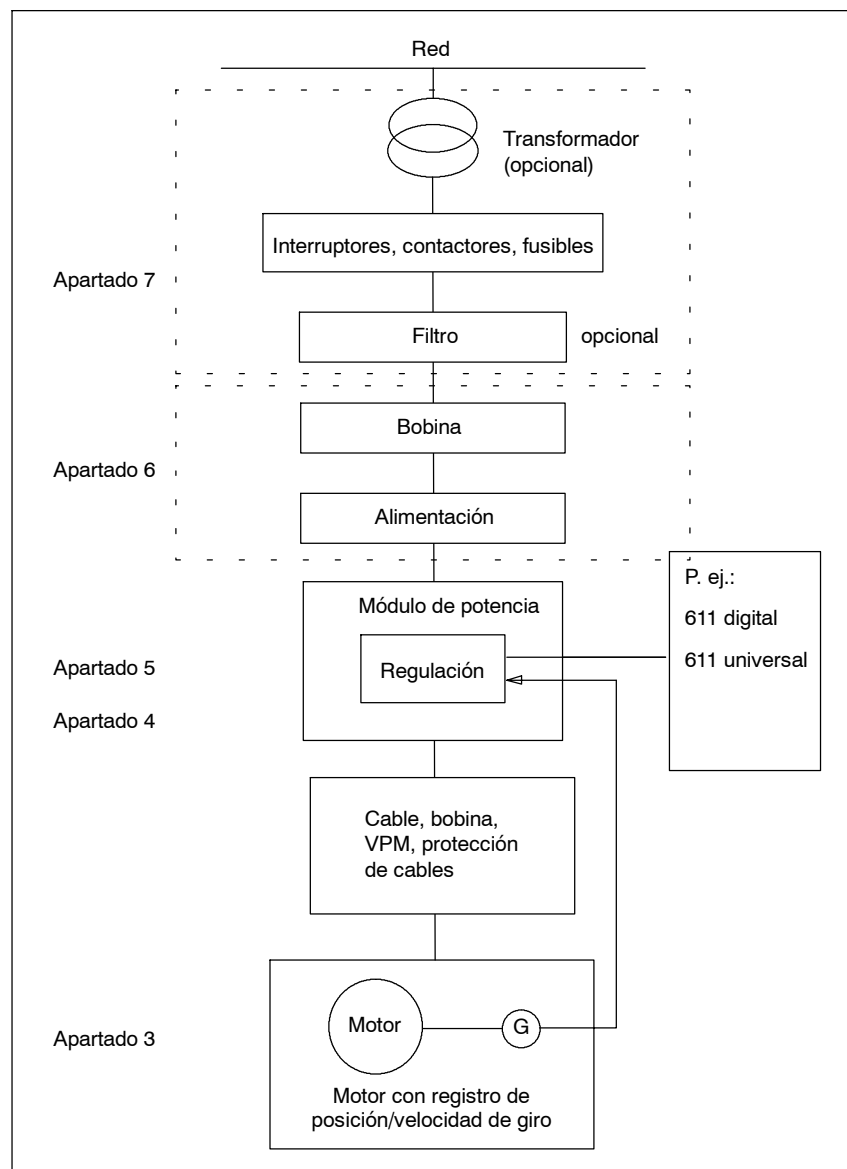 Red
Transformador
(opcional)
Interruptores, contactores, fusibles
Apartado 7
Filtro
opcional
Bobina
Apartado 6
Alimentación
P. ej.:
611 digital
611 universal
Módulo de potencia
Regulación
Apartado 5
Apartado 4
Cable, bobina,
VPM, protección
de cables
Motor
G
Apartado 3
Motor con registro de
posición/velocidad de giro